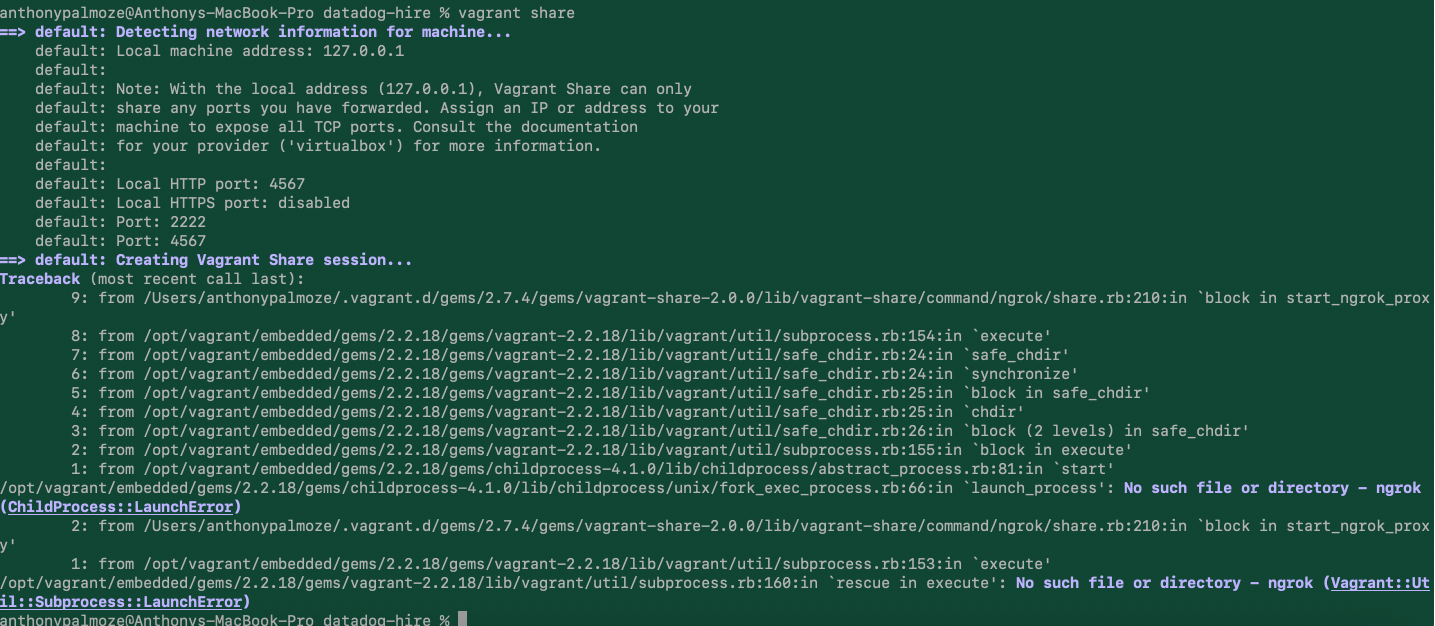 anthonypalmoze@Anthonys-MacBook-Pro datadog-hire % vagrant share
==> default: Detecting network information for machine...
    default: Local machine address: 127.0.0.1
    default:
    default: Note: With the local address (127.0.0.1), Vagrant Share can only
    default: share any ports you have forwarded. Assign an IP or address to your
    default: machine to expose all TCP ports. Consult the documentation
    default: for your provider ('virtualbox') for more information.
    default:
    default: Local HTTP port: 4567
    default: Local HTTPS port: disabled
    default: Port: 2222
    default: Port: 4567
==> default: Creating Vagrant Share session...
Traceback (most recent call last):
        9: from /Users/anthonypalmoze/.vagrant.d/gems/2.7.4/gems/vagrant-share-2.0.0/lib/vagrant-share/command/ngrok/share.rb:210:in `block in start_ngrok_prox
y'
        8: from /opt/vagrant/embedded/gems/2.2.18/gems/vagrant-2.2.18/lib/vagrant/util/subprocess.rb:154:in `execute'
        7: from /opt/vagrant/embedded/gems/2.2.18/gems/vagrant-2.2.18/lib/vagrant/util/safe_chdir.rb:24:in `safe_chdir'
        6: from /opt/vagrant/embedded/gems/2.2.18/gems/vagrant-2.2.18/lib/vagrant/util/safe_chdir.rb:24:in `synchronize'
        5: from /opt/vagrant/embedded/gems/2.2.18/gems/vagrant-2.2.18/lib/vagrant/util/safe_chdir.rb:25:in `block in safe_chdir'
        4: from /opt/vagrant/embedded/gems/2.2.18/gems/vagrant-2.2.18/lib/vagrant/util/safe_chdir.rb:25:in `chdir'
        3: from /opt/vagrant/embedded/gems/2.2.18/gems/vagrant-2.2.18/lib/vagrant/util/safe_chdir.rb:26:in `block (2 levels) in safe_chdir'
        2: from /opt/vagrant/embedded/gems/2.2.18/gems/vagrant-2.2.18/lib/vagrant/util/subprocess.rb:155:in `block in execute'
        1: from /opt/vagrant/embedded/gems/2.2.18/gems/childprocess-4.1.0/lib/childprocess/abstract_process.rb:81:in `start'
/opt/vagrant/embedded/gems/2.2.18/gems/childprocess-4.1.0/lib/childprocess/unix/fork_exec_process.rb:66:in `launch_process': No such file or directory - ngrok
(ChildProcess::LaunchError)
        2: from /Users/anthonypalmoze/.vagrant.d/gems/2.7.4/gems/vagrant-share-2.0.0/lib/vagrant-share/command/ngrok/share.rb:210:in `block in start_ngrok_prox
y'
        1: from /opt/vagrant/embedded/gems/2.2.18/gems/vagrant-2.2.18/lib/vagrant/util/subprocess.rb:153:in `execute'
/opt/vagrant/embedded/gems/2.2.18/gems/vagrant-2.2.18/lib/vagrant/util/subprocess.rb:160:in `rescue in execute': No such file or directory - ngrok (Vagrant::Ut
il::Subprocess::LaunchError)
anthonypalmoze@Anthonys-MacBook-Pro datadog-hire %